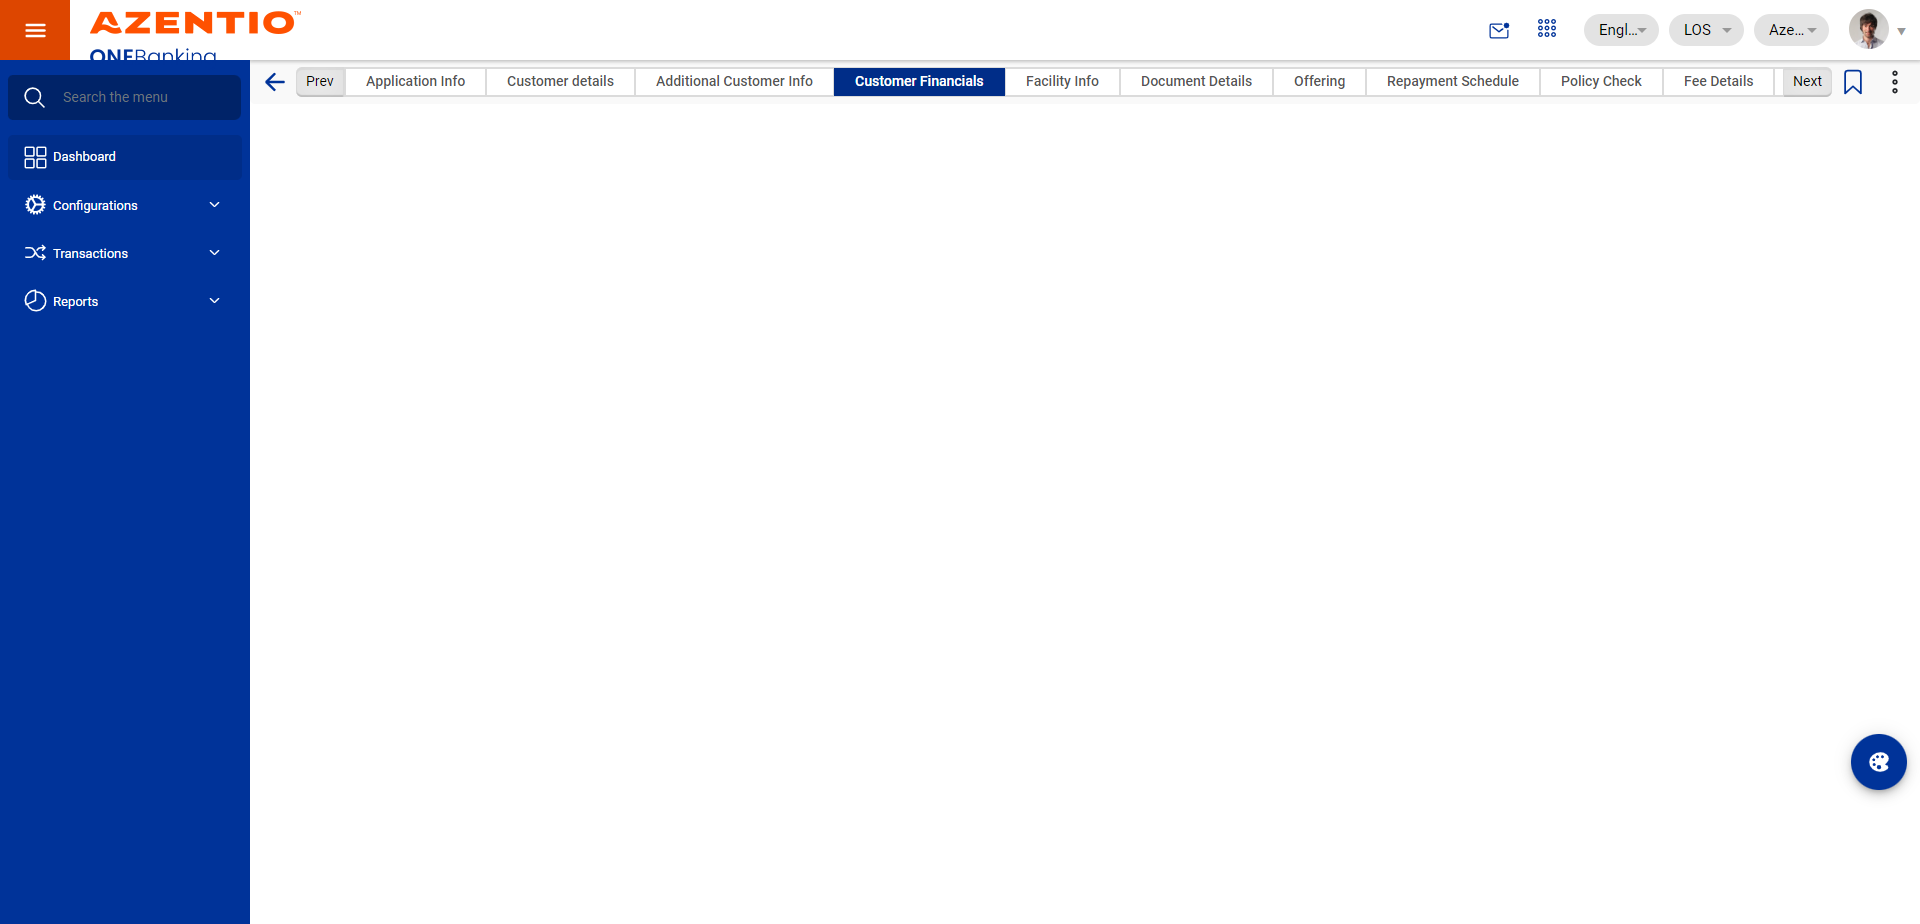 AZENTIO™
ONEBanking
Engl...
LOS
Aze...
Search the menu
Dashboard
Configurations
Transactions
Reports
Prev
Application Info
Customer details
Additional Customer Info
Customer Financials
Facility Info
Document Details
Offering
Repayment Schedule
Policy Check
Fee Details
Next